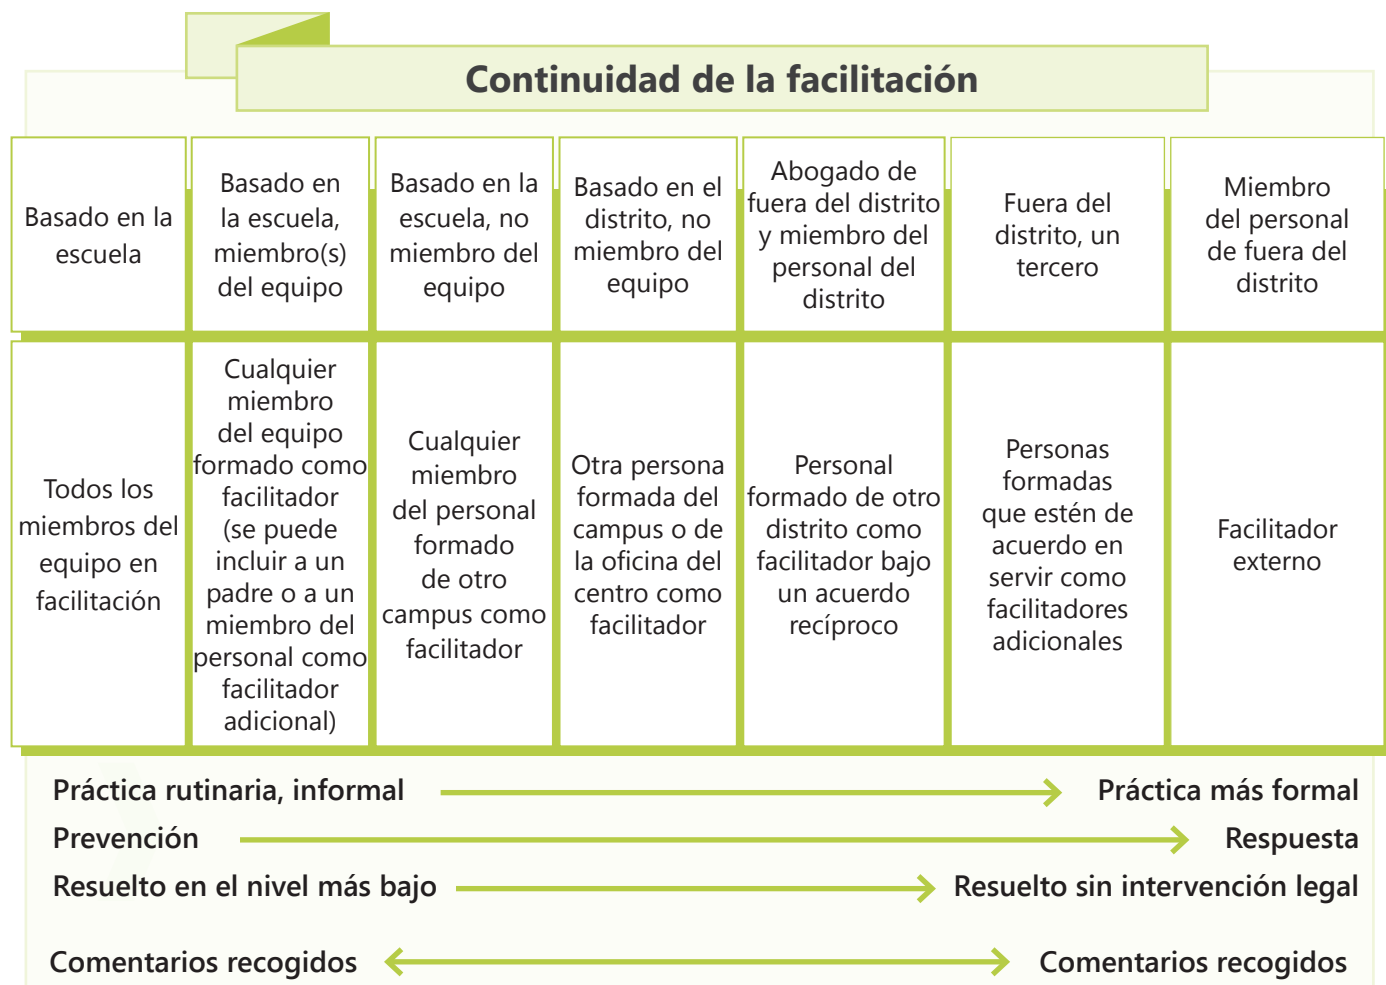 Continuidad de la facilitación
Basado en la
escuela
Basado en
la escuela,
miembro(s)
del equipo
Basado en la
escuela, no
miembro del
equipo
Basado en el
distrito, no
miembro del
equipo
Abogado de
fuera del distrito
y miembro del
personal del
distrito
Fuera del
distrito, un
tercero
Miembro
del personal
de fuera del
distrito
Todos los
miembros del
equipo en
facilitación
Cualquier
miembro
del equipo
formado como
facilitador
(se puede
incluir a un
padre o a un
miembro del
personal como
facilitador
adicional)
Cualquier
miembro
del personal
formado
de otro
campus como
facilitador
Otra persona
formada del
campus o de
la oficina del
centro como
facilitador
Personal
formado de otro
distrito como
facilitador bajo
un acuerdo
recíproco
Personas
formadas
que estén de
acuerdo en
servir como
facilitadores
adicionales
Facilitador
externo
Práctica rutinaria, informal Práctica más formal
Prevención Respuesta
Resuelto en el nivel más bajo Resuelto sin intervención legal
Comentarios recogidos Comentarios recogidos